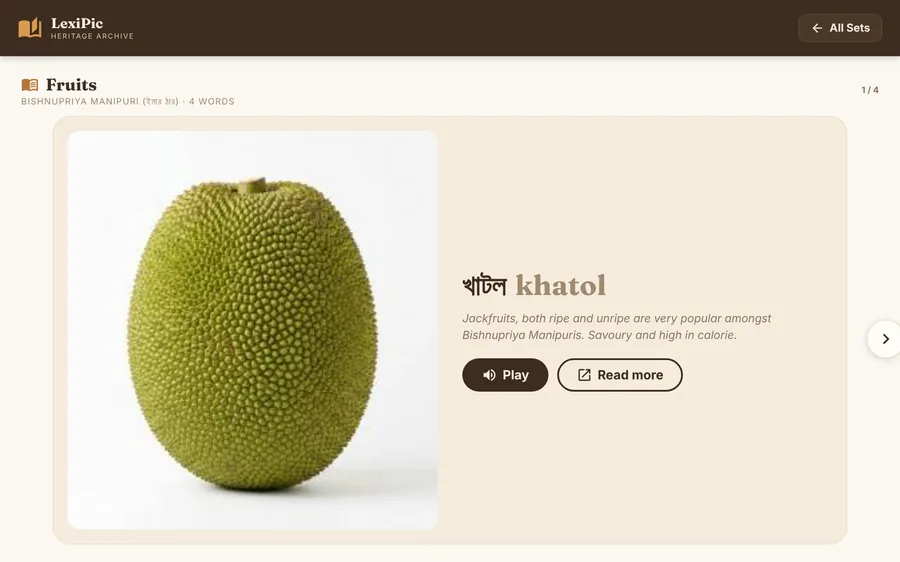 LexiPic
HERITAGE ARCHIVE
All Sets
Fruits
BISHNUPRIYA MANIPURI (ইমার ঠার) · 4 WORDS
1 / 4
খাটল khatol
Jackfruits, both ripe and unripe are very popular amongst
Bishnupriya Manipuris. Savoury and high in calorie.
Play
Read more